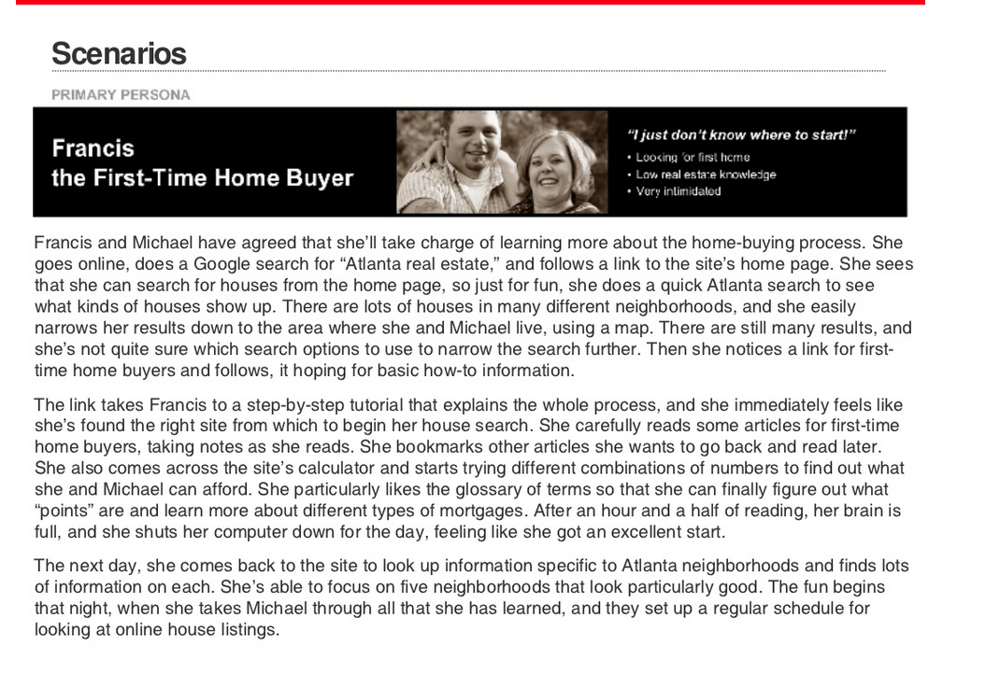 Scenarios
PRIMARY PERSONA
Francis
the First-Time Home Buyer
“I just don’t know where to start!”
• Looking for first home
• Low real estate knowledge
• Very intimidated
Francis and Michael have agreed that she’ll take charge of learning more about the home-buying process. She
goes online, does a Google search for “Atlanta real estate,” and follows a link to the site’s home page. She sees
that she can search for houses from the home page, so just for fun, she does a quick Atlanta search to see
what kinds of houses show up. There are lots of houses in many different neighborhoods, and she easily
narrows her results down to the area where she and Michael live, using a map. There are still many results, and
she’s not quite sure which search options to use to narrow the search further. Then she notices a link for first-
time home buyers and follows, it hoping for basic how-to information.
The link takes Francis to a step-by-step tutorial that explains the whole process, and she immediately feels like
she’s found the right site from which to begin her house search. She carefully reads some articles for first-time
home buyers, taking notes as she reads. She bookmarks other articles she wants to go back and read later.
She also comes across the site’s calculator and starts trying different combinations of numbers to find out what
she and Michael can afford. She particularly likes the glossary of terms so that she can finally figure out what
“points” are and learn more about different types of mortgages. After an hour and a half of reading, her brain is
full, and she shuts her computer down for the day, feeling like she got an excellent start.
The next day, she comes back to the site to look up information specific to Atlanta neighborhoods and finds lots
of information on each. She’s able to focus on five neighborhoods that look particularly good. The fun begins
that night, when she takes Michael through all that she has learned, and they set up a regular schedule for
looking at online house listings.